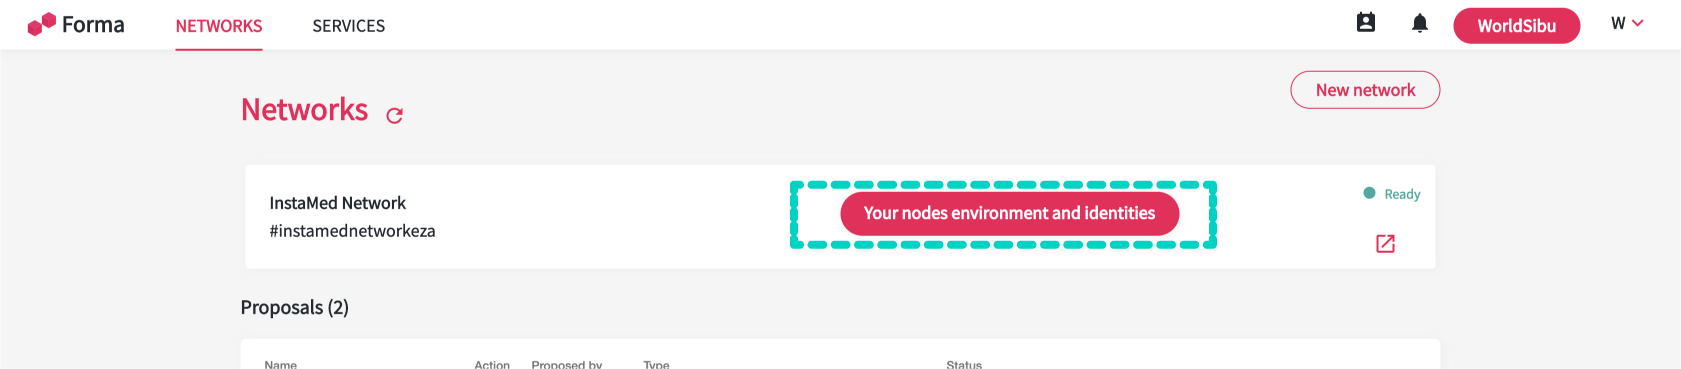 Forma NETWORKS SERVICES WorldSibu W
New network
Networks
InstaMed Network
#instamednetworkeza
Your nodes environment and identities
Ready
Proposals (2)
Name Action Proposed by Type Status